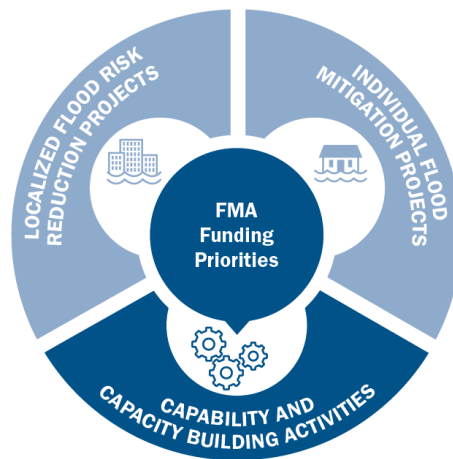 LOCALIZED FLOOD RISK
REDUCTION PROJECTS
INDIVIDUAL FLOOD
MITIGATION PROJECTS
FMA
Funding
Priorities
CAPABILITY AND
CAPACITY BUILDING ACTIVITIES